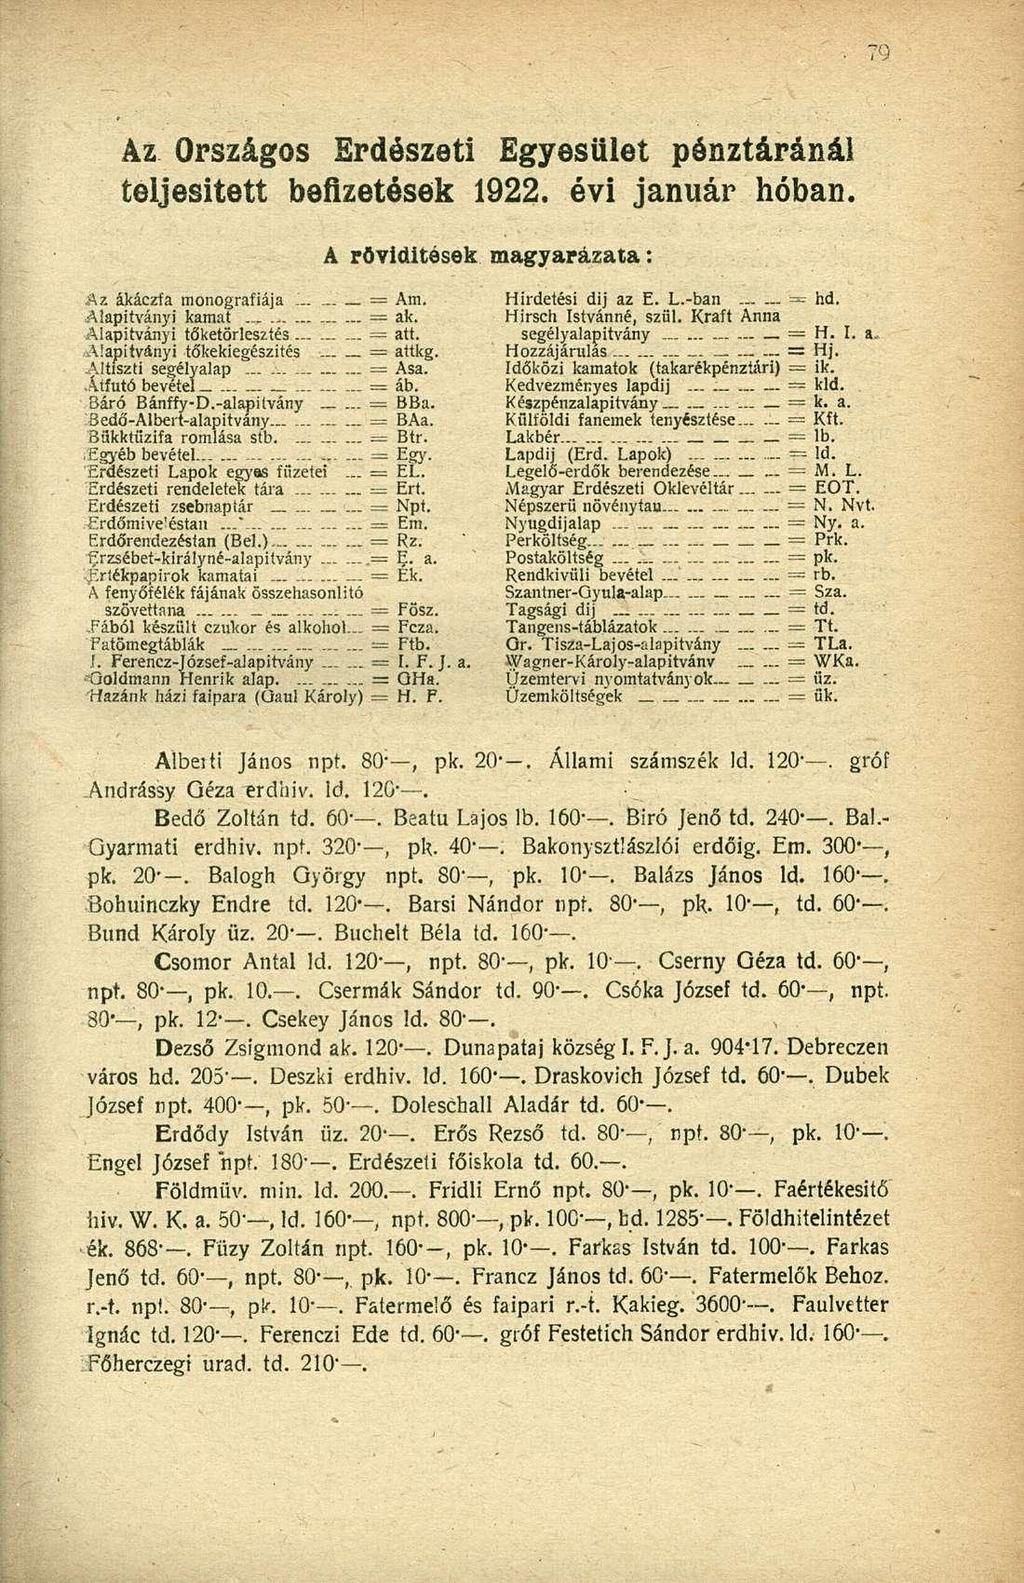 79
Az Országos Erdészeti Egyesület pénztáránál
teljesitett befizetések 1922. évi január hóban.
A röviditések magyarázata:
Az ákáczfa monografiája = Am.
Alapitványi kamat = ak.
Alapitványi tőketörlesztés = att.
Alapitványi tőkekiegészités = attkg.
Altiszti segélyalap = Asa.
Átfutó bevétel = áb.
Báró Bánffy-D.-alapitvány = BBa.
Bedő-Albert-alapitvány = BAa.
Bükktüzifa romlása stb. = Btr.
Egyéb bevétel = Egy.
Erdészeti Lapok egyes füzetei = EL.
Erdészeti rendeletek tára = Ert.
Erdészeti zsebnaptár = Npt.
Erdőmiveléstan = Em.
Erdőrendezéstan (Bel.) = Rz.
Erzsébet-királyné-alapitvány = E. a.
Értékpapirok kamatai = Ék.
A fenyőfélék fájának összehasonlitó
szövettana = Fösz.
Fából készült czukor és alkohol = Fcza.
Fatömegtáblák = Ftb.
I. Ferencz-József-alapitvány = I. F. J. a.
Goldmann Henrik alap. = GHa.
Hazánk házi faipara (Gaul Károly) = H. F.
Hirdetési dij az E. L.-ban = hd.
Hirsch Istvánné, szül. Kraft Anna
segélyalapitvány = H. I. a.
Hozzájárulás = Hj.
Időközi kamatok (takarékpénztári) = ik.
Kedvezményes lapdij = kld.
Készpénzalapitvány = k. a.
Külföldi fanemek tenyésztése = Kft.
Lakbér = lb.
Lapdij (Erd. Lapok) = ld.
Legelő-erdők berendezése = M. L.
Magyar Erdészeti Oklevéltár = EOT.
Népszerü növénytan = N. Nvt.
Nyugdijalap = Ny. a.
Perköltség = Prk.
Postaköltség = pk.
Rendkivüli bevétel = rb.
Szantner-Gyula-alap = Sza.
Tagsági dij = td.
Tangens-táblázatok = Tt.
Gr. Tisza-Lajos-alapitvány = TLa.
Wagner-Károly-alapitvány = WKa.
Üzemtervi nyomtatványok = üz.
Üzemköltségek = ük.
Alberti János npt. 80·—, pk. 20·—. Állami számszék ld. 120·—. gróf
Andrássy Géza erdhiv. ld. 120·—.
Bedő Zoltán td. 60·—. Beatu Lajos lb. 160·—. Biró Jenő td. 240·—. Bal.-
Gyarmati erdhiv. npt. 320·—, pk. 40·—. Bakonysztlászlói erdőig. Em. 300·—,
pk. 20·—. Balogh György npt. 80·—, pk. 10·—. Balázs János ld. 160·—.
Bohuinczky Endre td. 120·—. Barsi Nándor npt. 80·—, pk. 10·—, td. 60·—.
Bund Károly üz. 20·—. Buchelt Béla td. 160·—.
Csomor Antal ld. 120·—, npt. 80·—, pk. 10·—. Cserny Géza td. 60·—,
npt. 80·—, pk. 10.—. Csermák Sándor td. 90·—. Csóka József td. 60·—, npt.
80·—, pk. 12·—. Csekey János ld. 80·—.
Dezső Zsigmond ak. 120·—. Dunapataj község I. F. J. a. 904·17. Debreczen
város hd. 205·—. Deszki erdhiv. ld. 160·—. Draskovich József td. 60·—. Dubek
József npt. 400·—, pk. 50·—. Doleschall Aladár td. 60·—.
Erdődy István üz. 20·—. Erős Rezső td. 80·—, npt. 80·—, pk. 10·—.
Engel József npt. 180·—. Erdészeti főiskola td. 60.—.
Földmüv. min. ld. 200.—. Fridli Ernő npt. 80·—, pk. 10·—. Faértékesitő
hiv. W. K. a. 50·—, ld. 160·—, npt. 800·—, pk. 100·—, hd. 1285·—. Földhitelintézet
ék. 868·—. Füzy Zoltán npt. 160·—, pk. 10·—. Farkas István td. 100·—. Farkas
Jenő td. 60·—, npt. 80·—, pk. 10·—. Francz János td. 60·—. Fatermelők Behoz.
r.-t. npt. 80·—, pk. 10·—. Fatermelő és faipari r.-t. Kakieg. 3600·—. Faulvetter
Ignác td. 120·—. Ferenczi Ede td. 60·—. gróf Festetich Sándor erdhiv. ld. 160·—.
Főherczegi urad. td. 210·—.